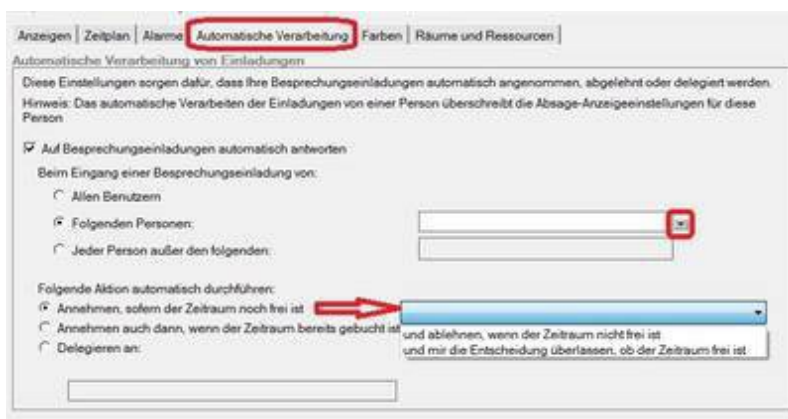 Anzeigen | Zeitplan | Alarme | Automatische Verarbeitung | Farben | Räume und Ressourcen |
Automatische Verarbeitung von Einladungen
Diese Einstellungen sorgen dafür, dass Ihre Besprechungseinladungen automatisch angenommen, abgelehnt oder delegiert werden.
Hinweis: Das automatische Verarbeiten der Einladungen von einer Person überschreibt die Absage-Anzeigeeinstellungen für diese
Person
Auf Besprechungseinladungen automatisch antworten
Beim Eingang einer Besprechungseinladung von:
Allen Benutzern
Folgenden Personen:
Jeder Person außer den folgenden:
Folgende Aktion automatisch durchführen:
Annehmen, sofern der Zeitraum noch frei ist
Annehmen auch dann, wenn der Zeitraum bereits gebucht ist
und ablehnen, wenn der Zeitraum nicht frei ist
Delegieren an:
und mir die Entscheidung überlassen, ob der Zeitraum frei ist